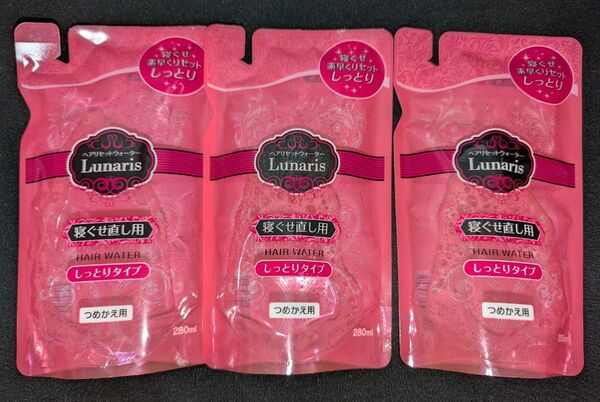 寝ぐせ
素早くリセット
しっとり
ヘアリセットウォーター
Lunaris
寝ぐせ直し用
HAIR WATER
しっとりタイプ
つめかえ用
280ml
寝ぐせ
素早くリセット
しっとり
ヘアリセットウォーター
Lunaris
寝ぐせ直し用
HAIR WATER
しっとりタイプ
つめかえ用
280ml
寝ぐせ
素早くリセット
しっとり
ヘアリセットウォーター
Lunaris
寝ぐせ直し用
HAIR WATER
しっとりタイプ
つめかえ用
280ml